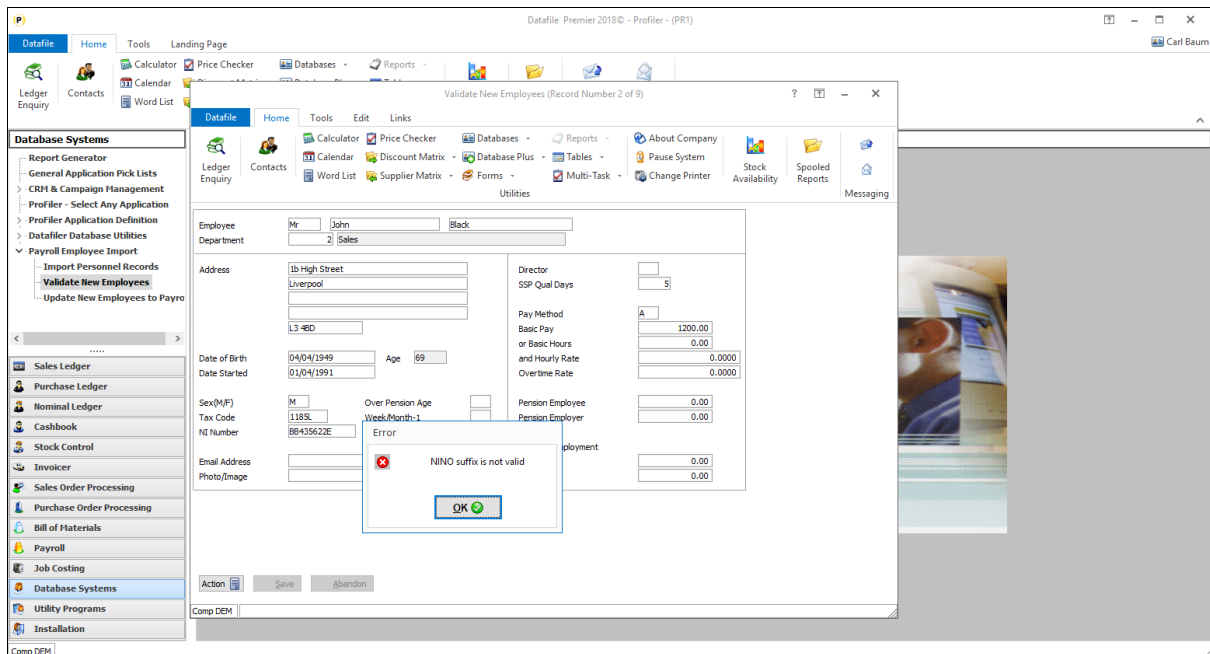 P
Datafile Premier 2018© - Profiler - (PR1)
Datafile Home Tools Landing Page
Carl Baum
Calculator Price Checker Databases Reports
Calendar
Word List
Ledger Enquiry
Contacts
Validate New Employees (Record Number 2 of 9)
?
Datafile Home Tools Edit Links
Calculator Price Checker Databases Reports About Company
Calendar Discount Matrix Database Plus Tables Pause System
Word List Supplier Matrix Forms Multi-Task Change Printer
Ledger Enquiry
Contacts
Stock Availability
Spooled Reports
Utilities
Messaging
Database Systems
Report Generator
General Application Pick Lists
CRM & Campaign Management
ProFiler - Select Any Application
ProFiler Application Definition
Datafiler Database Utilities
Payroll Employee Import
Import Personnel Records
Validate New Employees
Update New Employees to Payro
Sales Ledger
Purchase Ledger
Nominal Ledger
Cashbook
Stock Control
Invoicer
Sales Order Processing
Purchase Order Processing
Bill of Materials
Payroll
Job Costing
Database Systems
Utility Programs
Installation
Employee Mr John Black
Department 2 Sales
Address 1b High Street
Liverpool
L3 4BD
Date of Birth 04/04/1949 Age 69
Date Started 01/04/1991
Sex(M/F) M Over Pension Age
Tax Code 1185L Week/Month-1
NI Number BB435622E
Email Address
Photo/Image
Director
SSP Qual Days 5
Pay Method A
Basic Pay 1200.00
or Basic Hours 0.00
and Hourly Rate 0.0000
Overtime Rate 0.0000
Pension Employee 0.00
Pension Employer 0.00
ployment
0.00
0.00
Error
NINO suffix is not valid
OK
Action Save Abandon
Comp DEM
Comp DEM